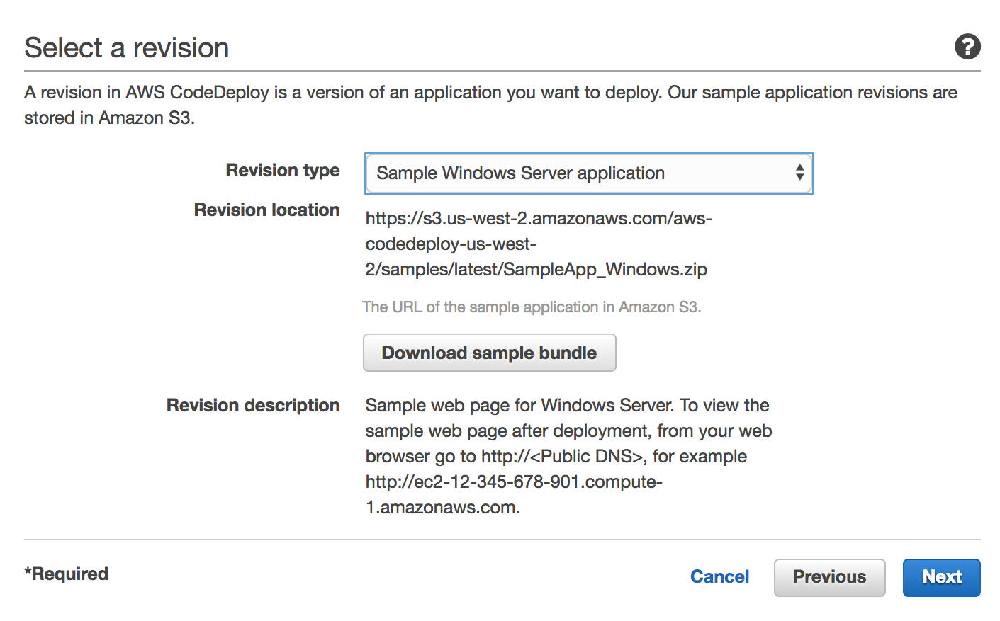 Select a revision
?
A revision in AWS CodeDeploy is a version of an application you want to deploy. Our sample application revisions are
stored in Amazon S3.
Revision type
Sample Windows Server application
Revision location
https://s3.us-west-2.amazonaws.com/aws-
codedeploy-us-west-
2/samples/latest/SampleApp_Windows.zip
The URL of the sample application in Amazon S3.
Download sample bundle
Revision description
Sample web page for Windows Server. To view the
sample web page after deployment, from your web
browser go to http://<Public DNS>, for example
http://ec2-12-345-678-901.compute-
1.amazonaws.com.
*Required
Cancel
Previous
Next